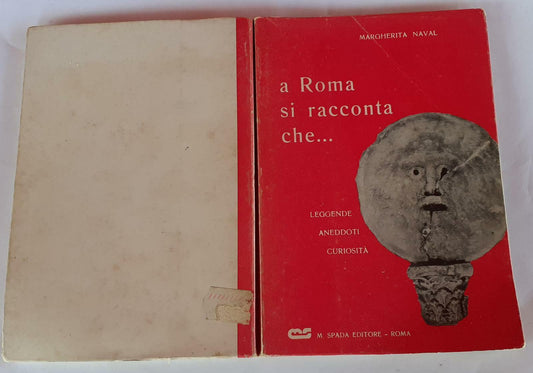 MARGHERITA NAVAL
a Roma
si racconta
che...
LEGGENDE
ANEDDOTI
CURIOSITÀ
M. SPADA EDITORE - ROMA